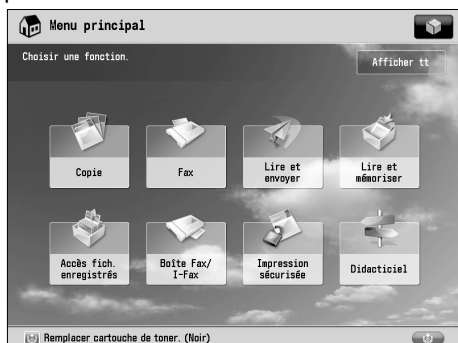 Menu principal
Choisir une fonction.
Afficher tt
Copie
Fax
Lire et
envoyer
Lire et
mémoriser
Accès fich.
enregistrés
Boîte Fax/
I-Fax
Impression
sécurisée
Didacticiel
Remplacer cartouche de toner. (Noir)